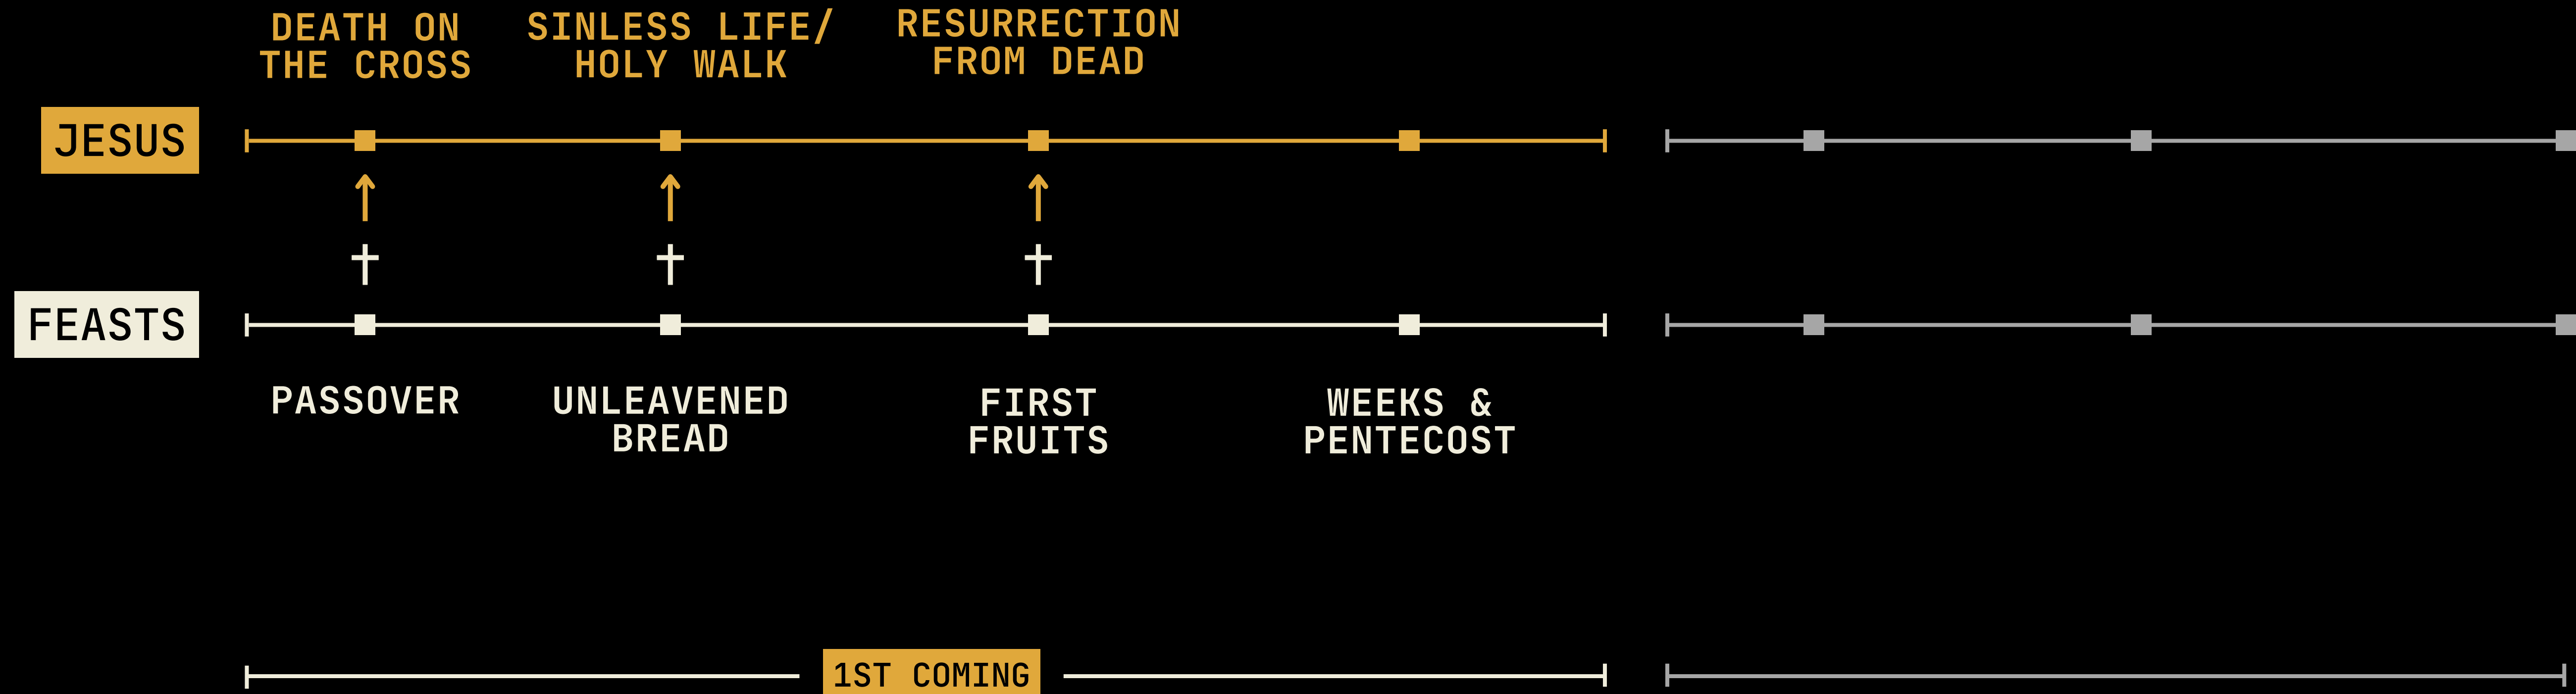 DEATH ON
THE CROSS
SINLESS LIFE/
HOLY WALK
RESURRECTION
FROM DEAD
JESUS
FEASTS
PASSOVER
UNLEAVENED
BREAD
FIRST
FRUITS
WEEKS &
PENTECOST
1ST COMING